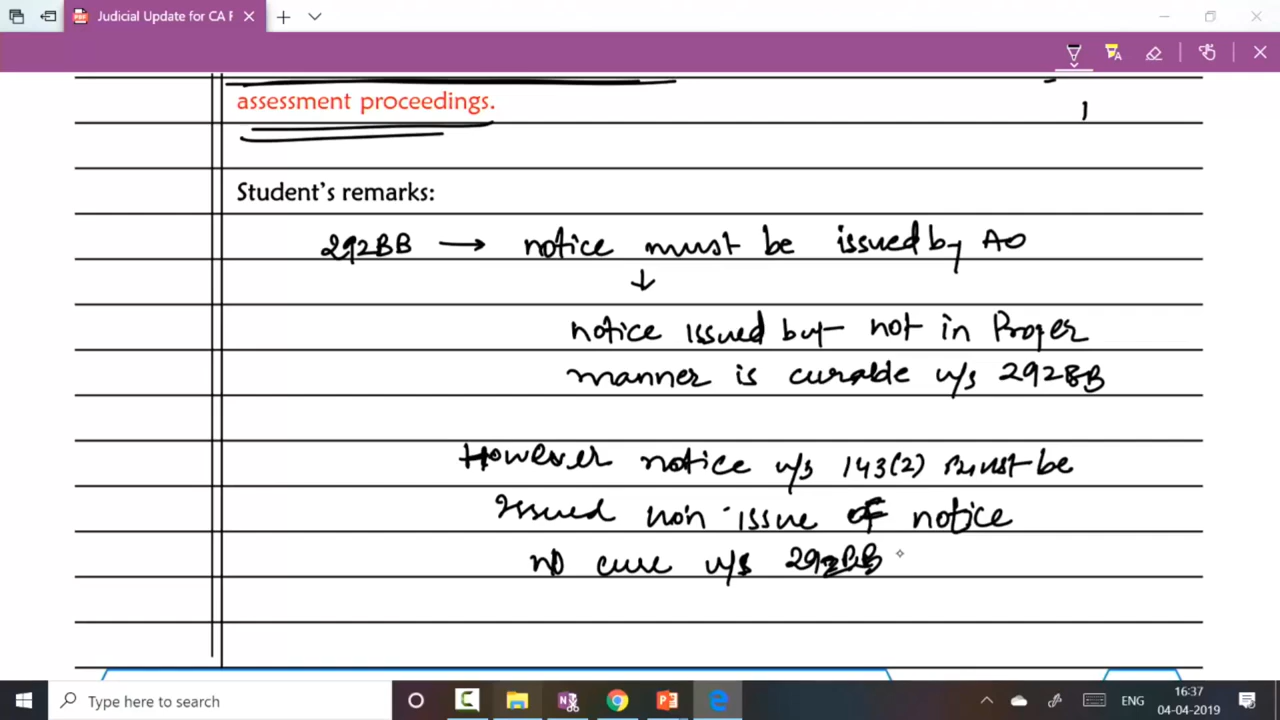 Judicial Update for CA F
assessment proceedings.
Student's remarks:
292BB → notice must be issued by AO
↓
notice issued but not in Proper
manner is curable u/s 292BB
However notice u/s 143(2) must be
Issued non-issue of notice
no cure u/s 292BB
Type here to search
ENG
16:37
04-04-2019